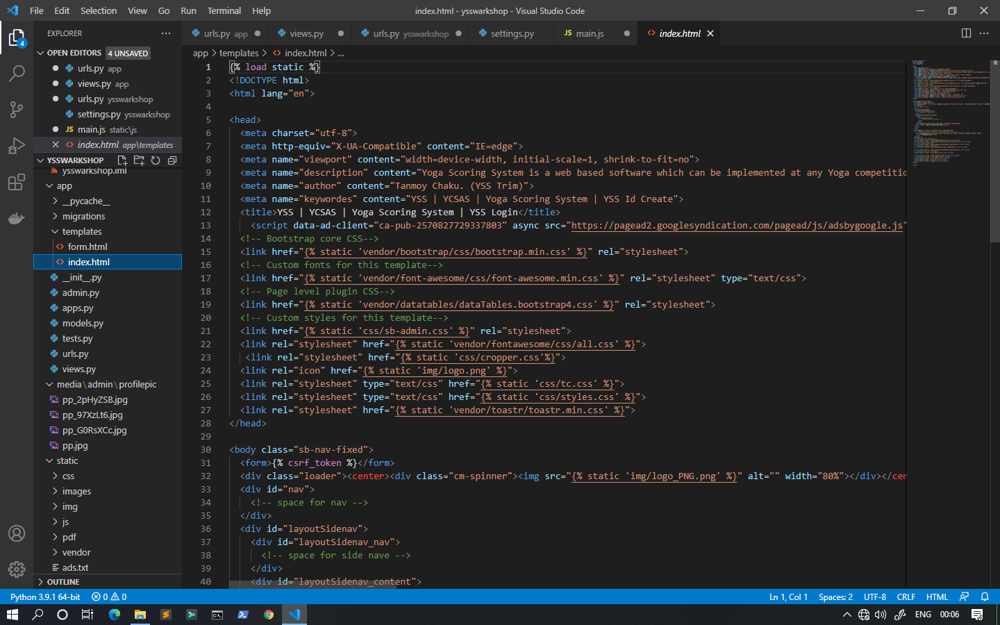 File Edit Selection View Go Run Terminal Help index.html - ysswarkshop - Visual Studio Code
EXPLORER
urls.py app
views.py
urls.py ysswarkshop
settings.py
JS main.js
<> index.html
OPEN EDITORS 4 UNSAVED
urls.py app
views.py app
urls.py ysswarkshop
settings.py ysswarkshop
JS main.js static\js
<> index.html app\templates
4
YSSWARKSHOP
ysswarkshop.iml
app
__pycache__
migrations
templates
<> form.html
<> index.html
__init__.py
admin.py
apps.py
models.py
tests.py
urls.py
views.py
media\admin\profilepic
pp_2pHyZSB.jpg
pp_97XzLt6.jpg
pp_G0RsXCc.jpg
pp.jpg
static
css
images
img
js
pdf
vendor
ads.txt
OUTLINE
app > templates > <> index.html > ...
1 {% load static %}
2 <!DOCTYPE html>
3 <html lang="en">
4
5 <head>
6 <meta charset="utf-8">
7 <meta http-equiv="X-UA-Compatible" content="IE=edge">
8 <meta name="viewport" content="width=device-width, initial-scale=1, shrink-to-fit=no">
9 <meta name="description" content="Yoga Scoring System is a web based software which can be implemented at any Yoga competitic
10 <meta name="author" content="Tanmoy Chaku. (YSS Trim)">
11 <meta name="keywordes" content="YSS | YCSAS | Yoga Scoring System | YSS Id Create">
12 <title>YSS | YCSAS | Yoga Scoring System | YSS Login</title>
13 <script data-ad-client="ca-pub-2570827729337803" async src="https://pagead2.googlesyndication.com/pagead/js/adsbygoogle.js"
14 <!-- Bootstrap core CSS-->
15 <link href="{% static 'vendor/bootstrap/css/bootstrap.min.css' %}" rel="stylesheet">
16 <!-- Custom fonts for this template-->
17 <link href="{% static 'vendor/font-awesome/css/font-awesome.min.css' %}" rel="stylesheet" type="text/css">
18 <!-- Page level plugin CSS-->
19 <link href="{% static 'vendor/datatables/dataTables.bootstrap4.css' %}" rel="stylesheet">
20 <!-- Custom styles for this template-->
21 <link href="{% static 'css/sb-admin.css' %}" rel="stylesheet">
22 <link rel="stylesheet" href="{% static 'vendor/fontawesome/css/all.css' %}">
23 <link rel="stylesheet" href="{% static 'css/cropper.css'%}">
24 <link rel="icon" href="{% static 'img/logo.png' %}">
25 <link rel="stylesheet" type="text/css" href="{% static 'css/tc.css' %}">
26 <link rel="stylesheet" type="text/css" href="{% static 'css/styles.css' %}">
27 <link rel="stylesheet" href="{% static 'vendor/toastr/toastr.min.css' %}">
28 </head>
29
30 <body class="sb-nav-fixed">
31 <form>{% csrf_token %}</form>
32 <div class="loader"><center><div class="cm-spinner"><img src="{% static 'img/logo_PNG.png' %}" alt="" width="80%"></div></cen
33 <div id="nav">
34 <!-- space for nav -->
35 </div>
36 <div id="layoutSidenav">
37 <div id="layoutSidenav_nav">
38 <!-- space for side nave -->
39 </div>
40 <div id="layoutSidenav_content">
Python 3.9.1 64-bit 0 0 Ln 1, Col 1 Spaces: 2 UTF-8 CRLF HTML
ENG 00:06